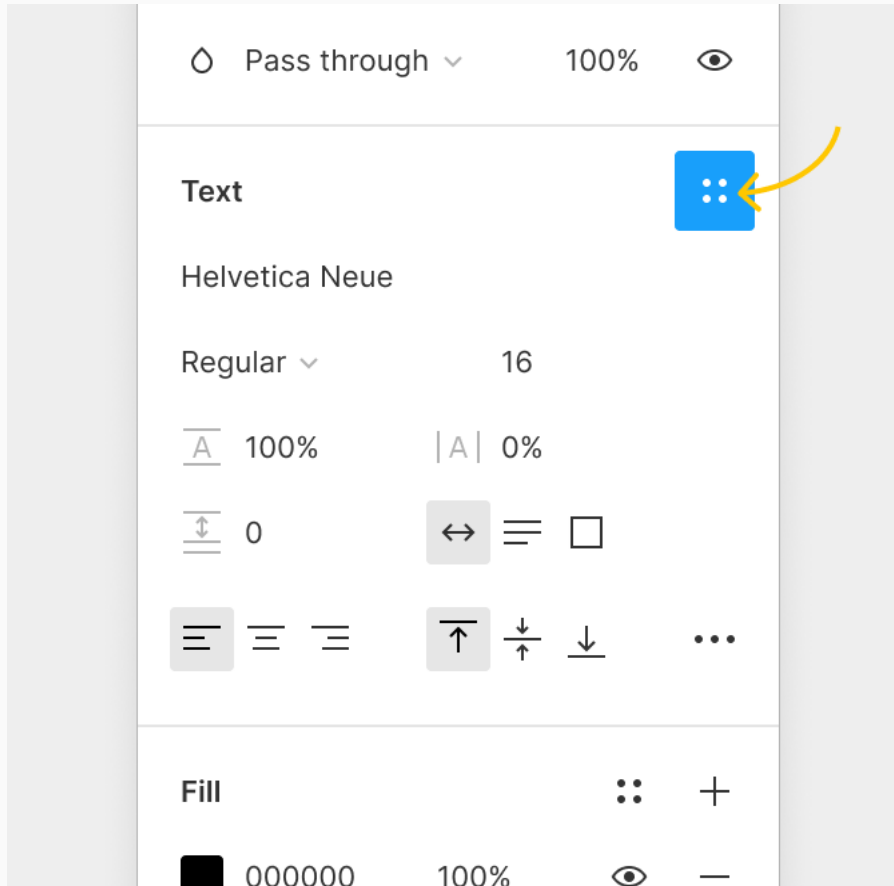 Pass through 100%
Text
Helvetica Neue
Regular 16
A 100% |A| 0%
0
Fill
000000 100%